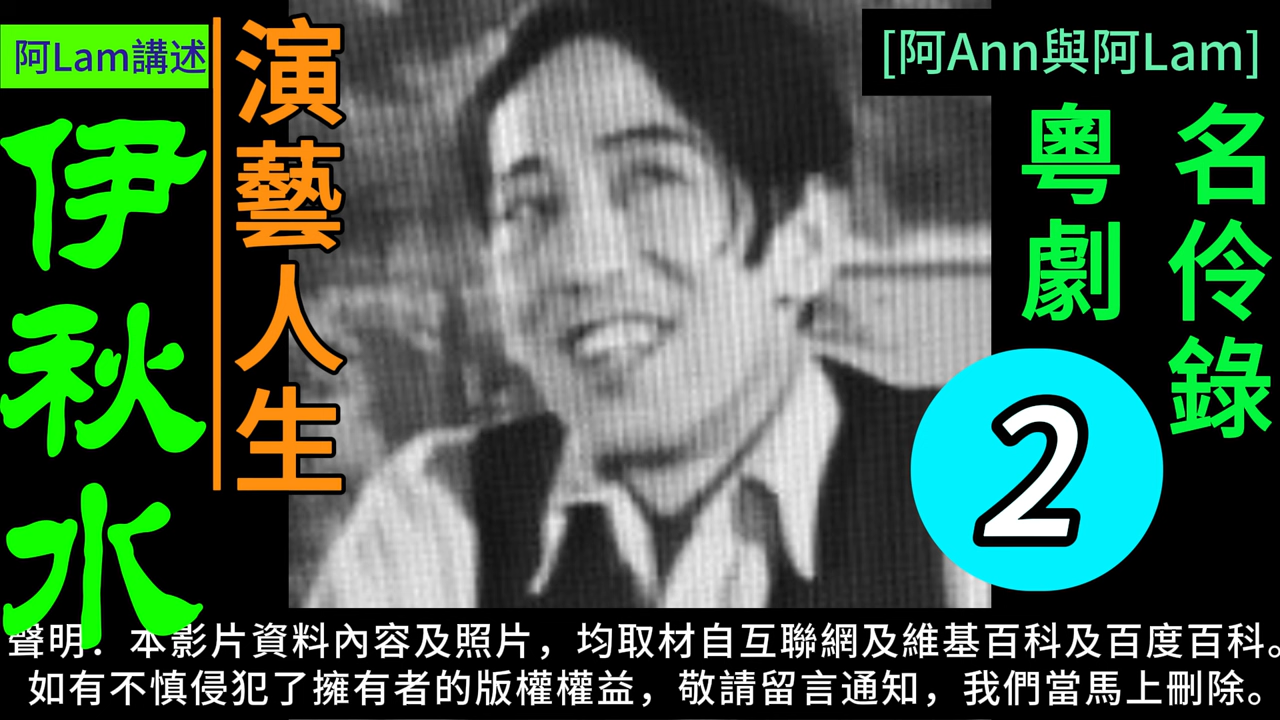 阿Lam講述
伊秋水
演藝人生
[阿Ann與阿Lam]
粵劇
名伶錄
2
聲明：本影片資料內容及照片，均取材自互聯網及維基百科及百度百科。
如有不慎侵犯了擁有者的版權權益，敬請留言通知，我們當馬上刪除。